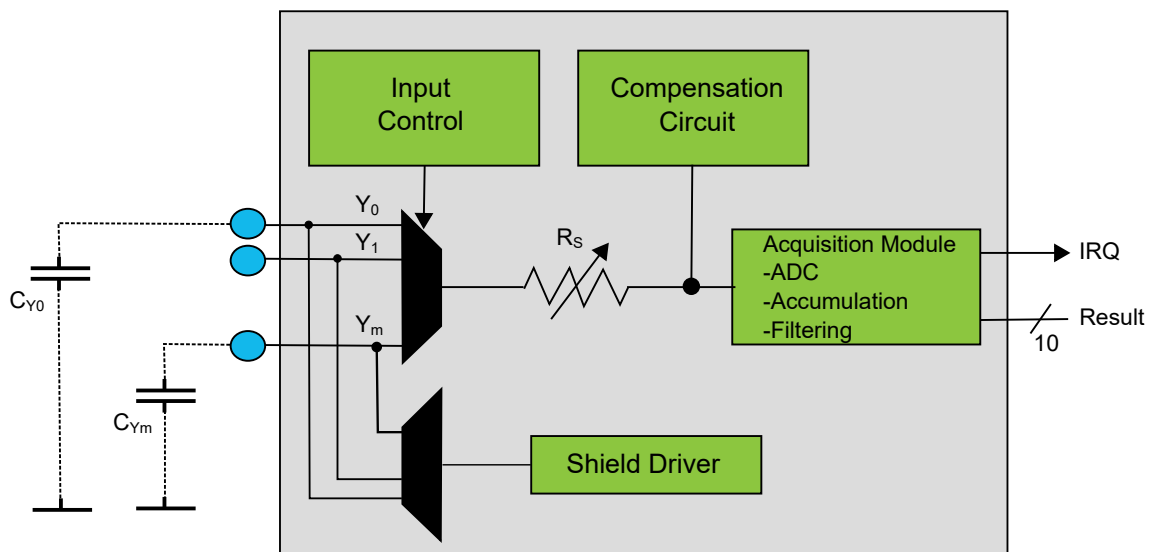 Input
Control
Compensation
Circuit
Y0
Y1
Ym
RS
CY0
CYm
Acquisition Module
-ADC
-Accumulation
-Filtering
IRQ
Result
10
Shield Driver